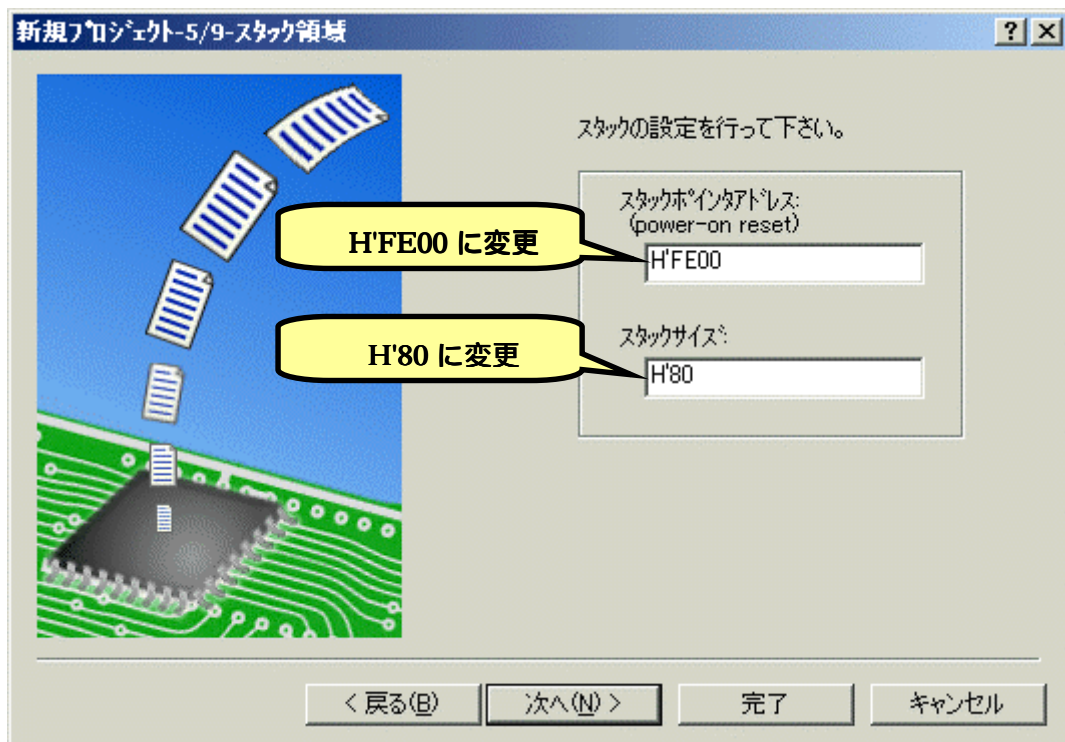 新規ﾌﾟﾛｼﾞｪｸﾄ-5/9-ｽﾀｯｸ領域
ｽﾀｯｸの設定を行って下さい。
ｽﾀｯｸﾎﾟｲﾝﾀｱﾄﾞﾚｽ:
(power-on reset)
H'FE00 に変更
H'FE00
ｽﾀｯｸｻｲｽﾞ:
H'80 に変更
H'80
< 戻る(B)
次へ(N) >
完了
ｷｬﾝｾﾙ